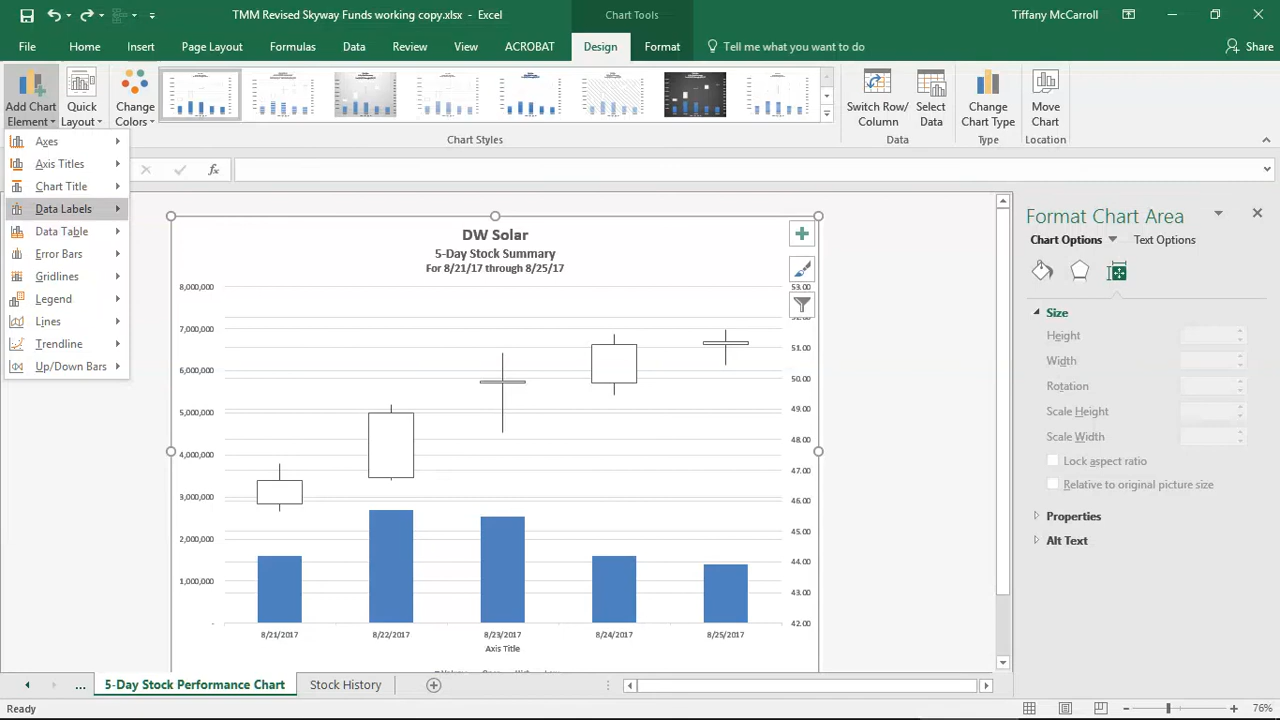 TMM Revised Skyway Funds working copy.xlsx - Excel
Chart Tools
Tiffany McCarroll
File
Home
Insert
Page Layout
Formulas
Data
Review
View
ACROBAT
Design
Format
Tell me what you want to do
Share
Add Chart Element
Quick Layout
Change Colors
Switch Row/ Column
Select Data
Change Chart Type
Move Chart
Chart Styles
Data
Type
Location
Axes
Axis Titles
Chart Title
Data Labels
Data Table
Error Bars
Gridlines
Legend
Lines
Trendline
Up/Down Bars
fx
DW Solar
5-Day Stock Summary
For 8/21/17 through 8/25/17
8,000,000
7,000,000
6,000,000
5,000,000
4,000,000
3,000,000
2,000,000
1,000,000
-
53.00
51.00
50.00
49.00
48.00
47.00
46.00
45.00
44.00
43.00
42.00
8/21/2017
8/22/2017
8/23/2017
8/24/2017
8/25/2017
Axis Title
Format Chart Area
Chart Options
Text Options
Size
Height
Width
Rotation
Scale Height
Scale Width
Lock aspect ratio
Relative to original picture size
Properties
Alt Text
...
5-Day Stock Performance Chart
Stock History
Ready
76%